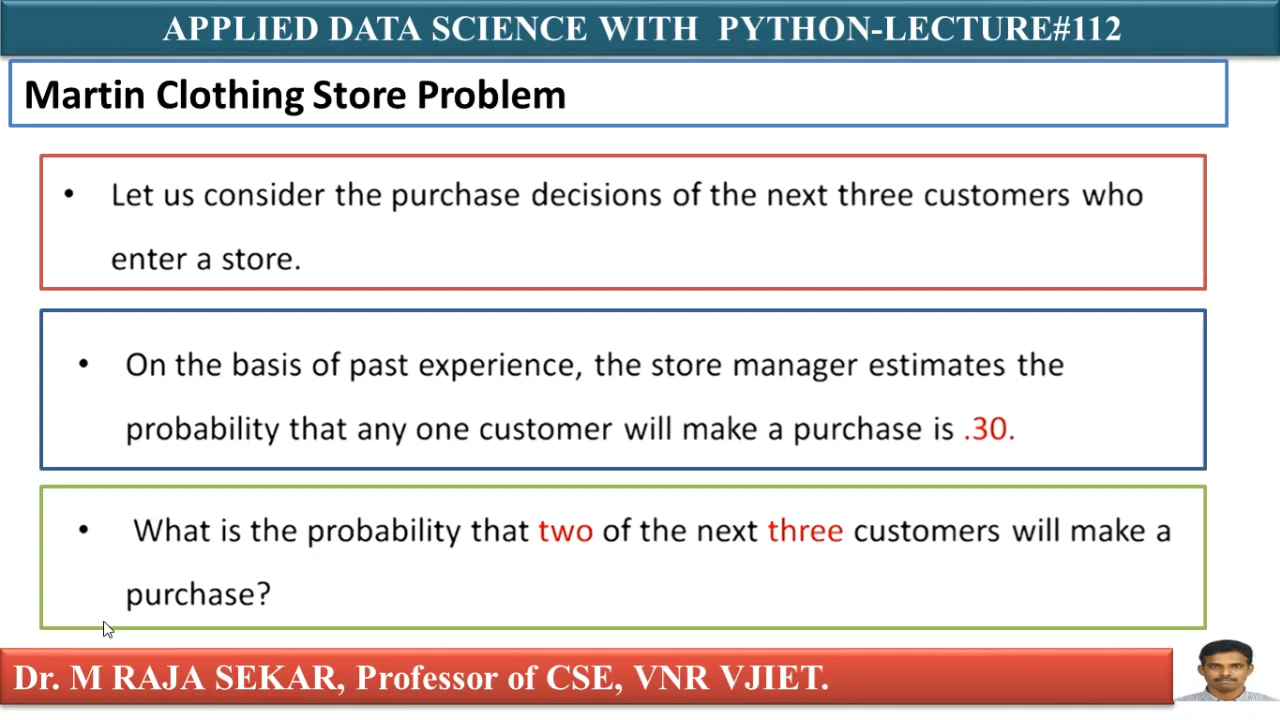 APPLIED DATA SCIENCE WITH PYTHON-LECTURE#112
Martin Clothing Store Problem
• Let us consider the purchase decisions of the next three customers who
enter a store.
• On the basis of past experience, the store manager estimates the
probability that any one customer will make a purchase is .30.
• What is the probability that two of the next three customers will make a
purchase?
Dr. M RAJA SEKAR, Professor of CSE, VNR VJIET.